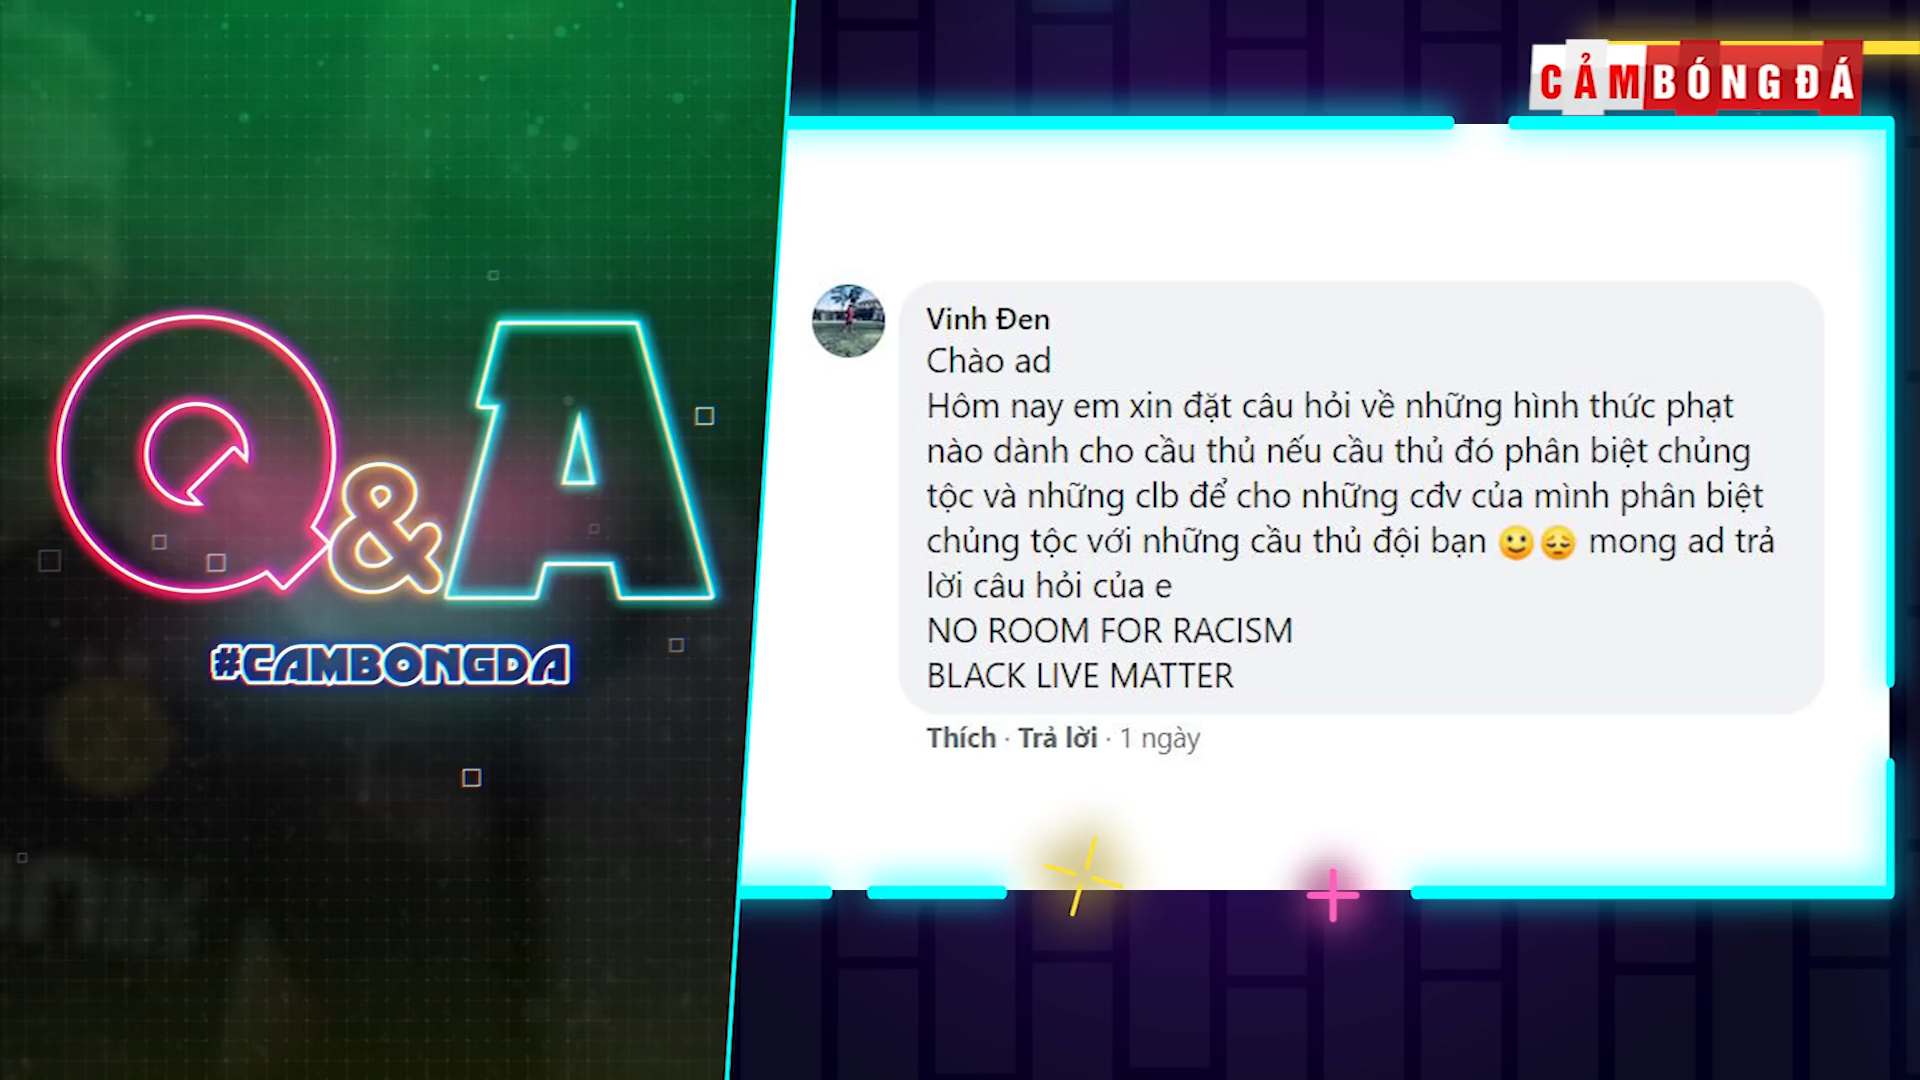 CẢMBÓNGĐÁ
Q&A
#CAMBONGDA
Vinh Đen
Chào ad
Hôm nay em xin đặt câu hỏi về những hình thức phạt
nào dành cho cầu thủ nếu cầu thủ đó phân biệt chủng
tộc và những clb để cho những cđv của mình phân biệt
chủng tộc với những cầu thủ đội bạn 🙂😔 mong ad trả
lời câu hỏi của e
NO ROOM FOR RACISM
BLACK LIVE MATTER
Thích · Trả lời · 1 ngày